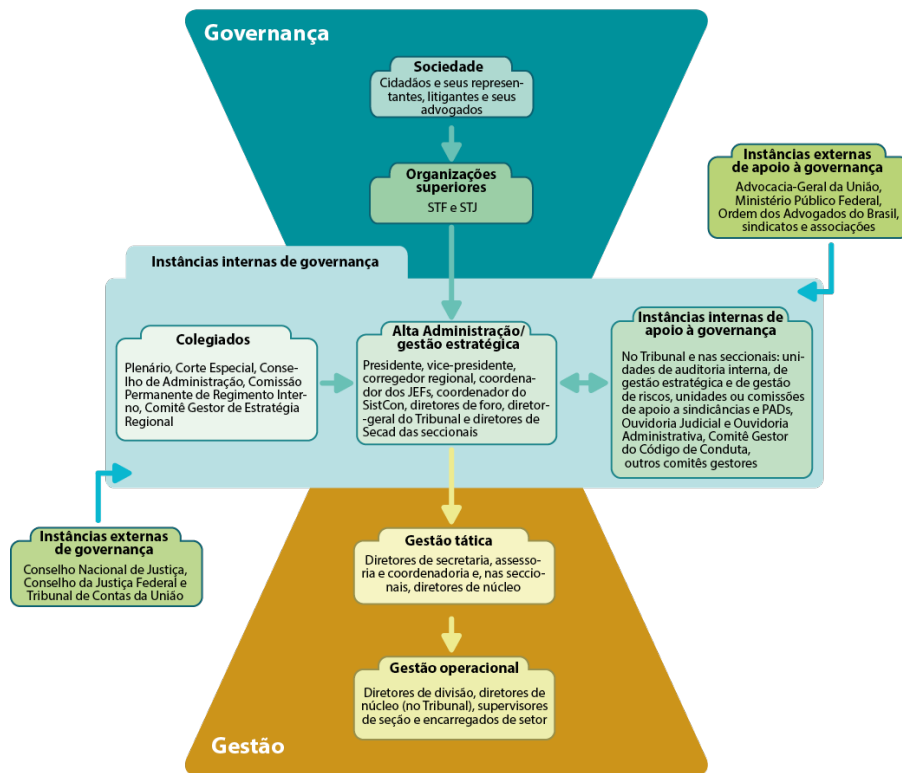 Governança
Sociedade
Cidadãos e seus represen-
tantes, litigantes e seus
advogados
Organizações
superiores
STF e STJ
Instâncias externas
de apoio à governança
Advocacia-Geral da União,
Ministério Público Federal,
Ordem dos Advogados do Brasil,
sindicatos e associações
Instâncias internas de governança
Colegiados
Plenário, Corte Especial, Conse-
lho de Administração, Comissão
Permanente de Regimento Inter-
no, Comitê Gestor de Estratégia
Regional
Alta Administração/
gestão estratégica
Presidente, vice-presidente,
corregedor regional, coordena-
dor dos JEFs, coordenador do
SistCon, diretores de foro, diretor-
-geral do Tribunal e diretores de
Secad das seccionais
Instâncias internas de
apoio à governança
No Tribunal e nas seccionais: uni-
dades de auditoria interna, de
gestão estratégica e de gestão de
riscos, unidades ou comissões
de apoio a sindicâncias e PADs,
Ouvidoria Judicial e Ouvidoria
Administrativa, Comitê Gestor
do Código de Conduta,
outros comitês gestores
Instâncias externas
de governança
Conselho Nacional de Justiça,
Conselho da Justiça Federal e
Tribunal de Contas da União
Gestão tática
Diretores de secretaria, assesso-
ria e coordenadoria e, nas seccio-
nais, diretores de núcleo
Gestão operacional
Diretores de divisão, diretores de
núcleo (no Tribunal), supervisores
de seção e encarregados de setor
Gestão